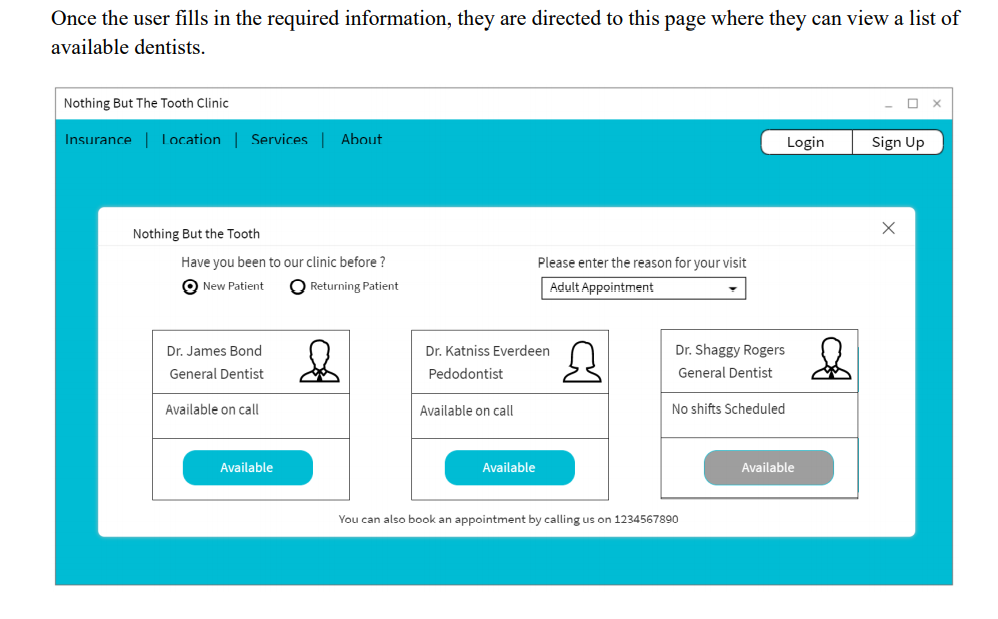 Once the user fills in the required information, they are directed to this page where they can view a list of
available dentists.
Nothing But The Tooth Clinic
Insurance | Location | Services | About
Login
Sign Up
Nothing But the Tooth
Have you been to our clinic before ?
New Patient
Returning Patient
Please enter the reason for your visit
Adult Appointment
Dr. James Bond
General Dentist
Available on call
Available
Dr. Katniss Everdeen
Pedodontist
Available on call
Available
Dr. Shaggy Rogers
General Dentist
No shifts Scheduled
Available
You can also book an appointment by calling us on 1234567890